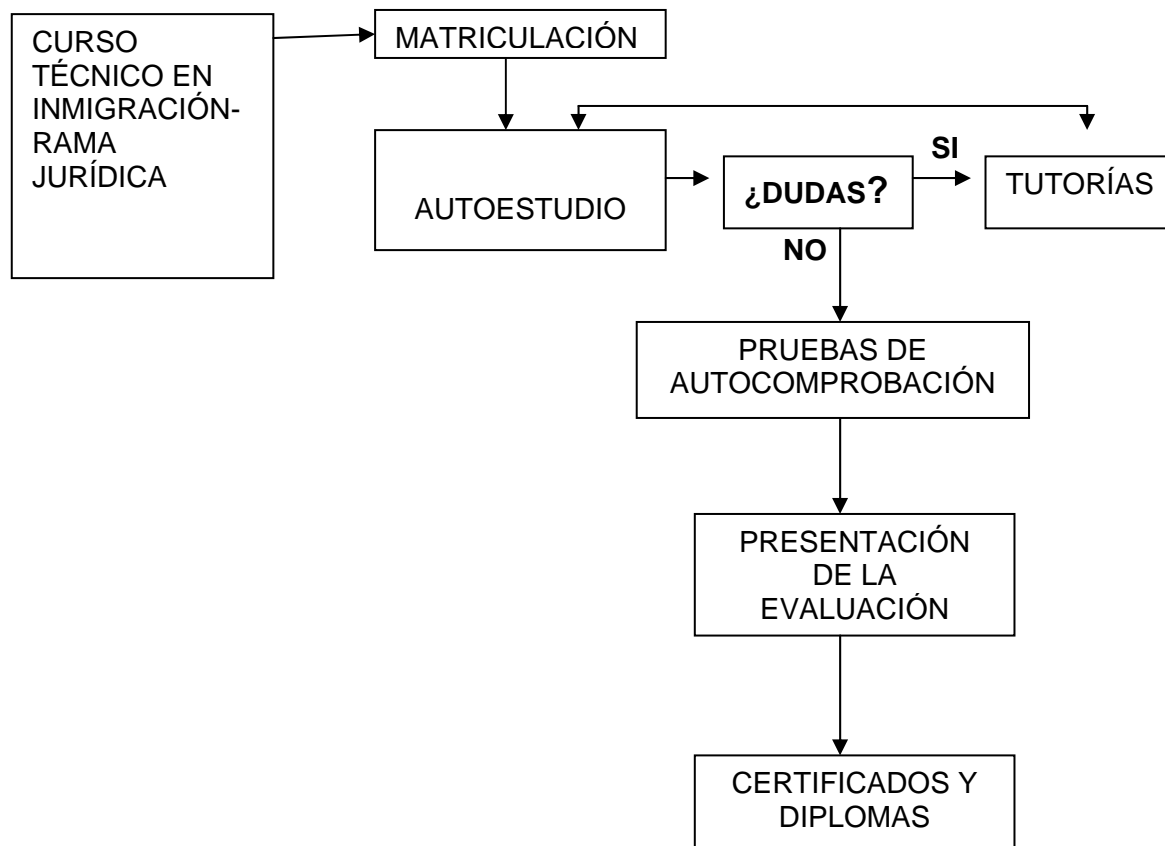 CURSO
TÉCNICO EN
INMIGRACIÓN-
RAMA
JURÍDICA
MATRICULACIÓN
AUTOESTUDIO
¿DUDAS?
SI
TUTORÍAS
NO
PRUEBAS DE
AUTOCOMPROBACIÓN
PRESENTACIÓN
DE LA
EVALUACIÓN
CERTIFICADOS Y
DIPLOMAS